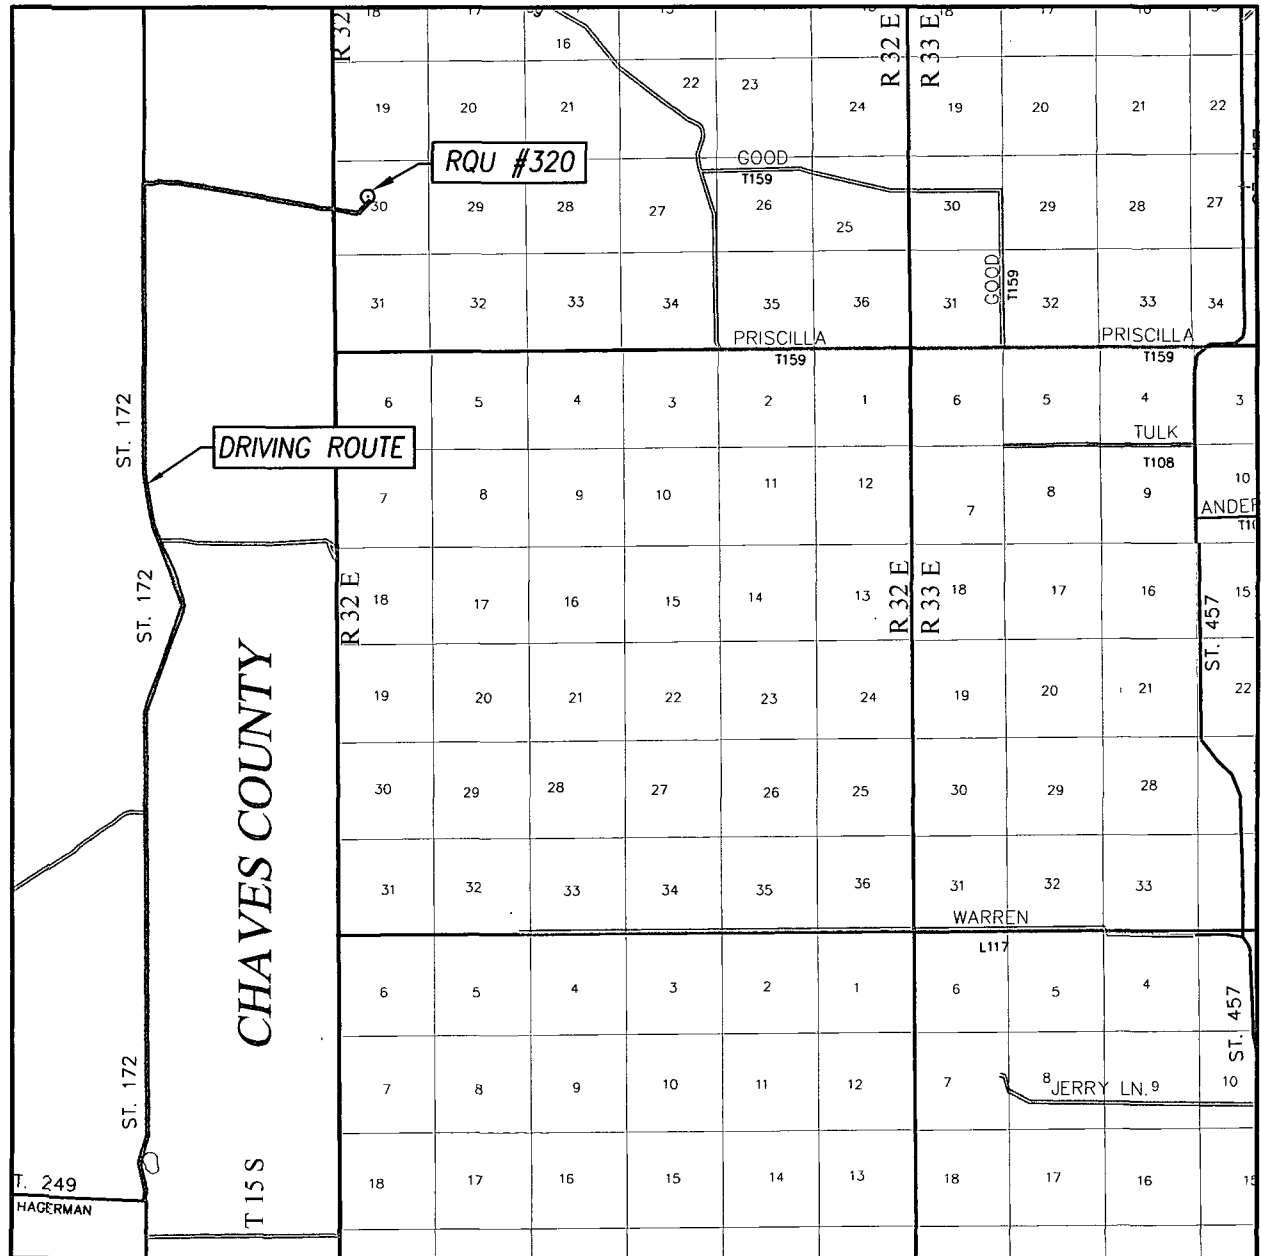 16
R 32
R 32 E
R 33 E
22 23
19 20 21 24 19 20 21 22
RQU #320
GOOD
T159
30 29 28 27 26 25 30 29 28 27
GOOD
T159
31 32 33 34 35 36 31 32 33 34
PRISCILLA
T159
PRISCILLA
T159
ST. 172
6 5 4 3 2 1 6 5 4 3
TULK
T108
DRIVING ROUTE
7 8 9 10 11 12 7 8 9 10
ST. 172
R 32 E
R 32 E
R 33 E
18 17 16 15 14 13 18 17 16 15
ST. 457
CHAVES COUNTY
19 20 21 22 23 24 19 20 21 22
30 29 28 27 26 25 30 29 28
31 32 33 34 35 36 31 32 33
WARREN
L117
6 5 4 3 2 1 6 5 4
ST. 457
ST. 172
7 8 9 10 11 12 7 8 9 10
JERRY LN.
T 15 S
T. 249
HAGERMAN
18 17 16 15 14 13 18 17 16